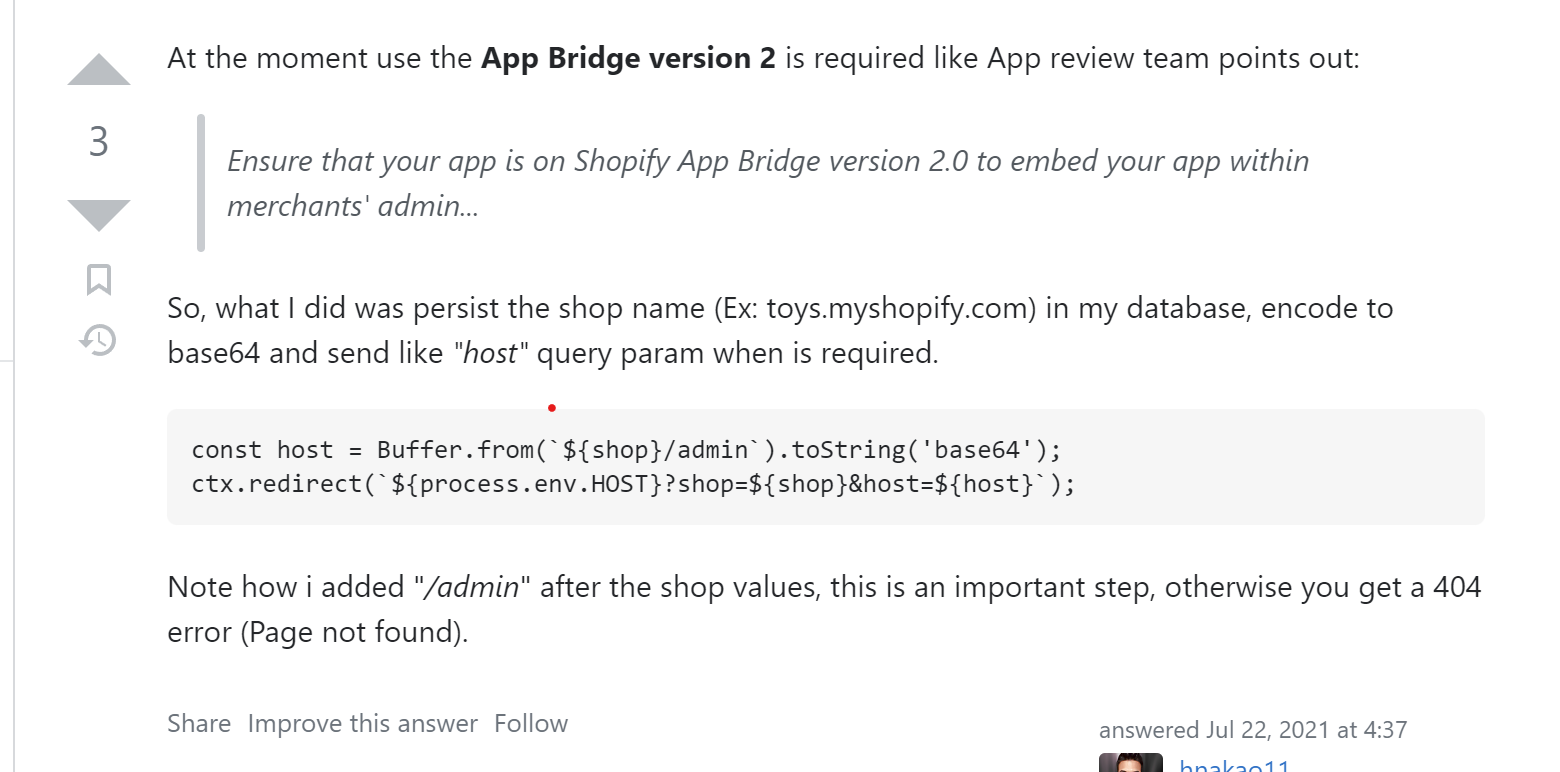 At the moment use the App Bridge version 2 is required like App review team points out:
3
Ensure that your app is on Shopify App Bridge version 2.0 to embed your app within
merchants' admin...
So, what I did was persist the shop name (Ex: toys.myshopify.com) in my database, encode to
base64 and send like "host" query param when is required.
const host = Buffer.from(`${shop}/admin`).toString('base64');
ctx.redirect(`${process.env.HOST}?shop=${shop}&host=${host}`);
Note how i added "/admin" after the shop values, this is an important step, otherwise you get a 404
error (Page not found).
Share Improve this answer Follow
answered Jul 22, 2021 at 4:37
hnakao11